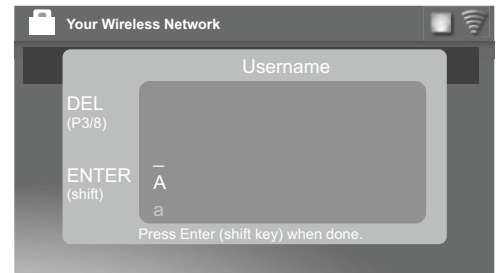 Your Wireless Network
Username
DEL
(P3/8)
ENTER
(shift)
_
A
a
Press Enter (shift key) when done.